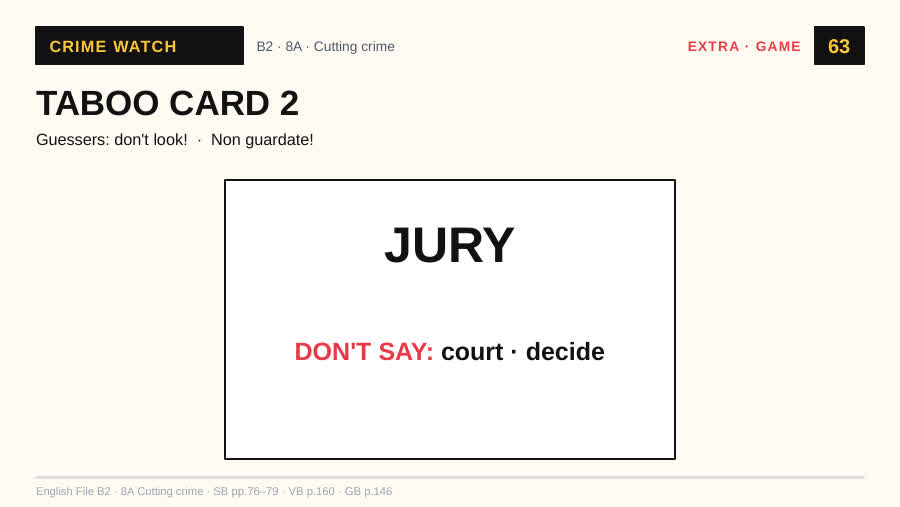 CRIME WATCH
B2 · 8A · Cutting crime
EXTRA · GAME
63
TABOO CARD 2
Guessers: don't look! · Non guardate!
JURY
DON'T SAY: court · decide
English File B2 · 8A Cutting crime · SB pp.76–79 · VB p.160 · GB p.146